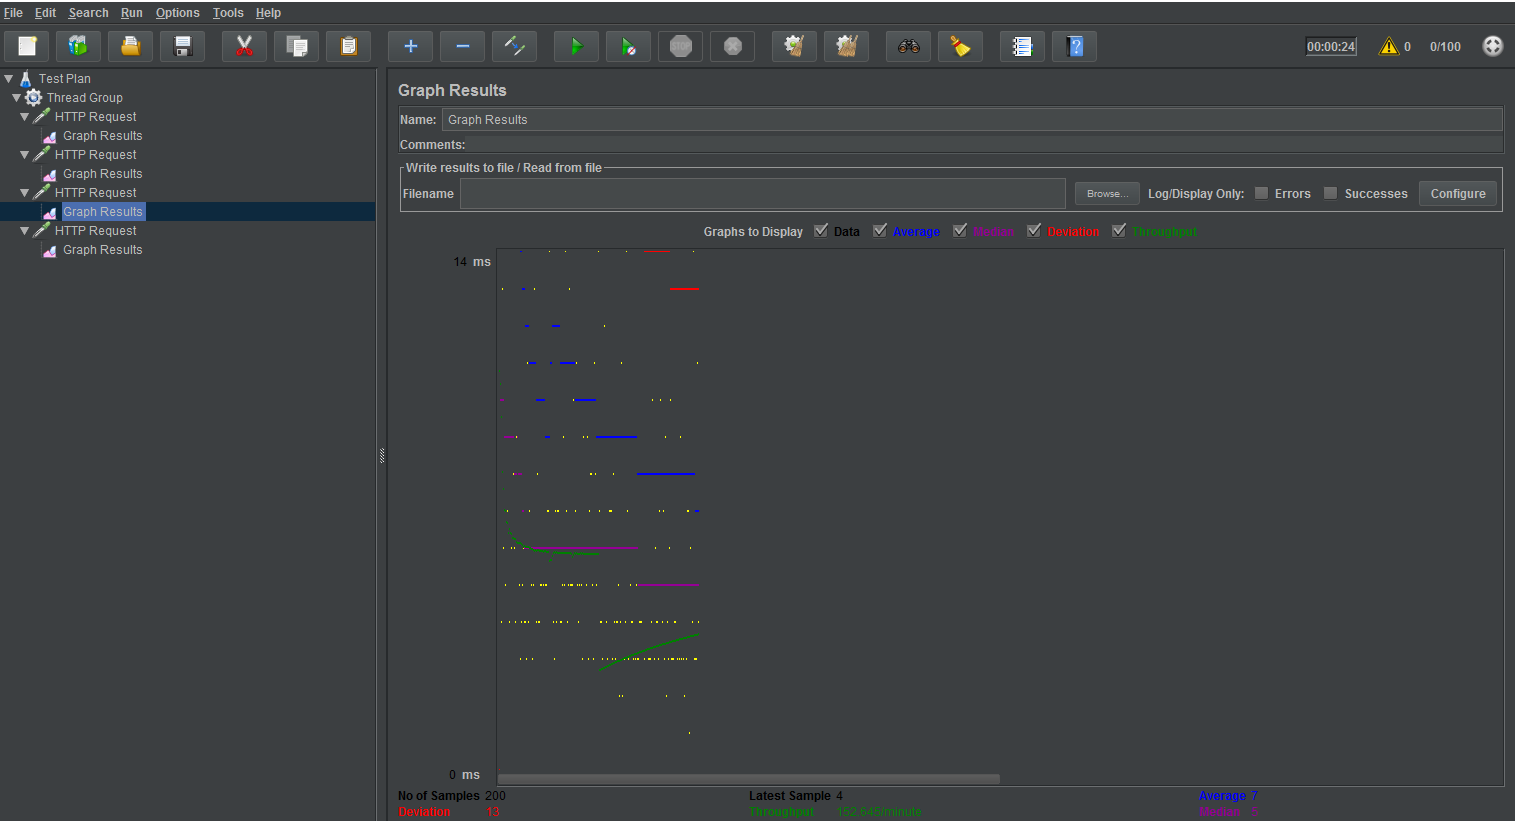 File Edit Search Run Options Tools Help
STOP
00:00:24 0 0/100
Test Plan
Thread Group
HTTP Request
Graph Results
HTTP Request
Graph Results
HTTP Request
Graph Results
HTTP Request
Graph Results
Graph Results
Name: Graph Results
Comments:
Write results to file / Read from file
Filename Browse... Log/Display Only: Errors Successes Configure
Graphs to Display Data Average Median Deviation Throughput
14 ms
0 ms
No of Samples 200 Latest Sample 4 Average 7
Deviation 13 Throughput 152.645/minute Median